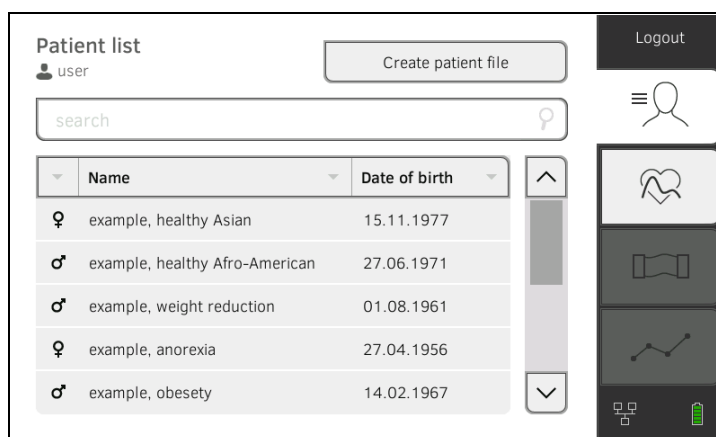 Patient list
user
Create patient file
Logout
search
Name
Date of birth
♀ example, healthy Asian 15.11.1977
♂ example, healthy Afro-American 27.06.1971
♂ example, weight reduction 01.08.1961
♀ example, anorexia 27.04.1956
♂ example, obesety 14.02.1967